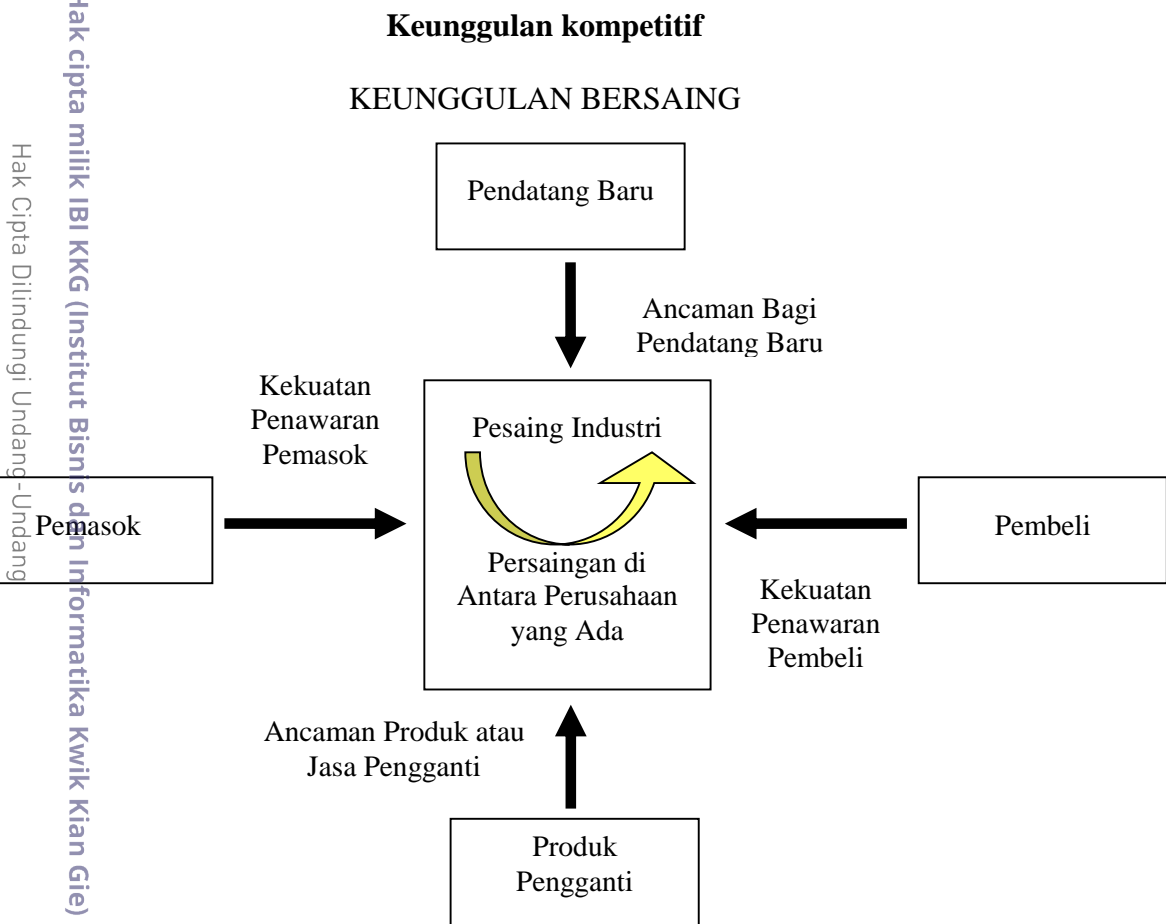 Keunggulan kompetitif
KEUNGGULAN BERSAING
Pendatang Baru
Ancaman Bagi
Pendatang Baru
Kekuatan
Penawaran
Pemasok
Pesaing Industri
Pemasok
Pembeli
Persaingan di
Antara Perusahaan
yang Ada
Kekuatan
Penawaran
Pembeli
Ancaman Produk atau
Jasa Pengganti
Produk
Pengganti
Hak cipta milik IBI KKG (Institut Bisnis dan Informatika Kwik Kian Gie)
Hak Cipta Dilindungi Undang-Undang